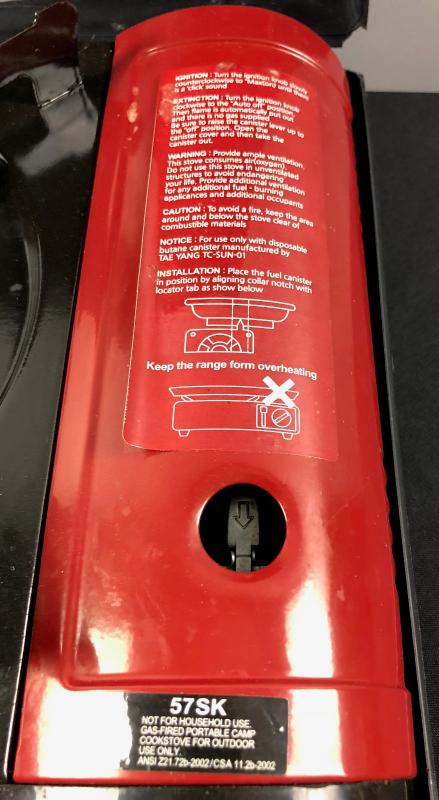 IGNITION : Turn the ignition knob slowly
counterclockwise to "Max(on) until there
is a 'click' sound
EXTINCTION : Turn the ignition knob
clockwise to the "Auto off" position.
Then flame is automatically put out
and there is no gas supplied
Be sure to raise the canister lever up to
the "off" position. Open the
canister cover and then take the
canister out.
WARNING : Provide ample ventilation.
This stove consumes air(oxygen)
Do not use this stove in unventilated
structures to avoid endangering
your life. Provide additional ventilation
for any additional fuel - burning
applicances and additional occupants
CAUTION : To avoid a fire, keep the area
around and below the stove clear of
combustible materials
NOTICE : For use only with disposable
butane canister manufactured by
TAE YANG TC-SUN-01
INSTALLATION : Place the fuel canister
in position by aligning collar notch with
locator tab as show below
Keep the range form overheating
57SK
NOT FOR HOUSEHOLD USE.
GAS-FIRED PORTABLE CAMP
COOKSTOVE FOR OUTDOOR
USE ONLY.
ANSI Z21.72b-2002/CSA 11.2b-2002